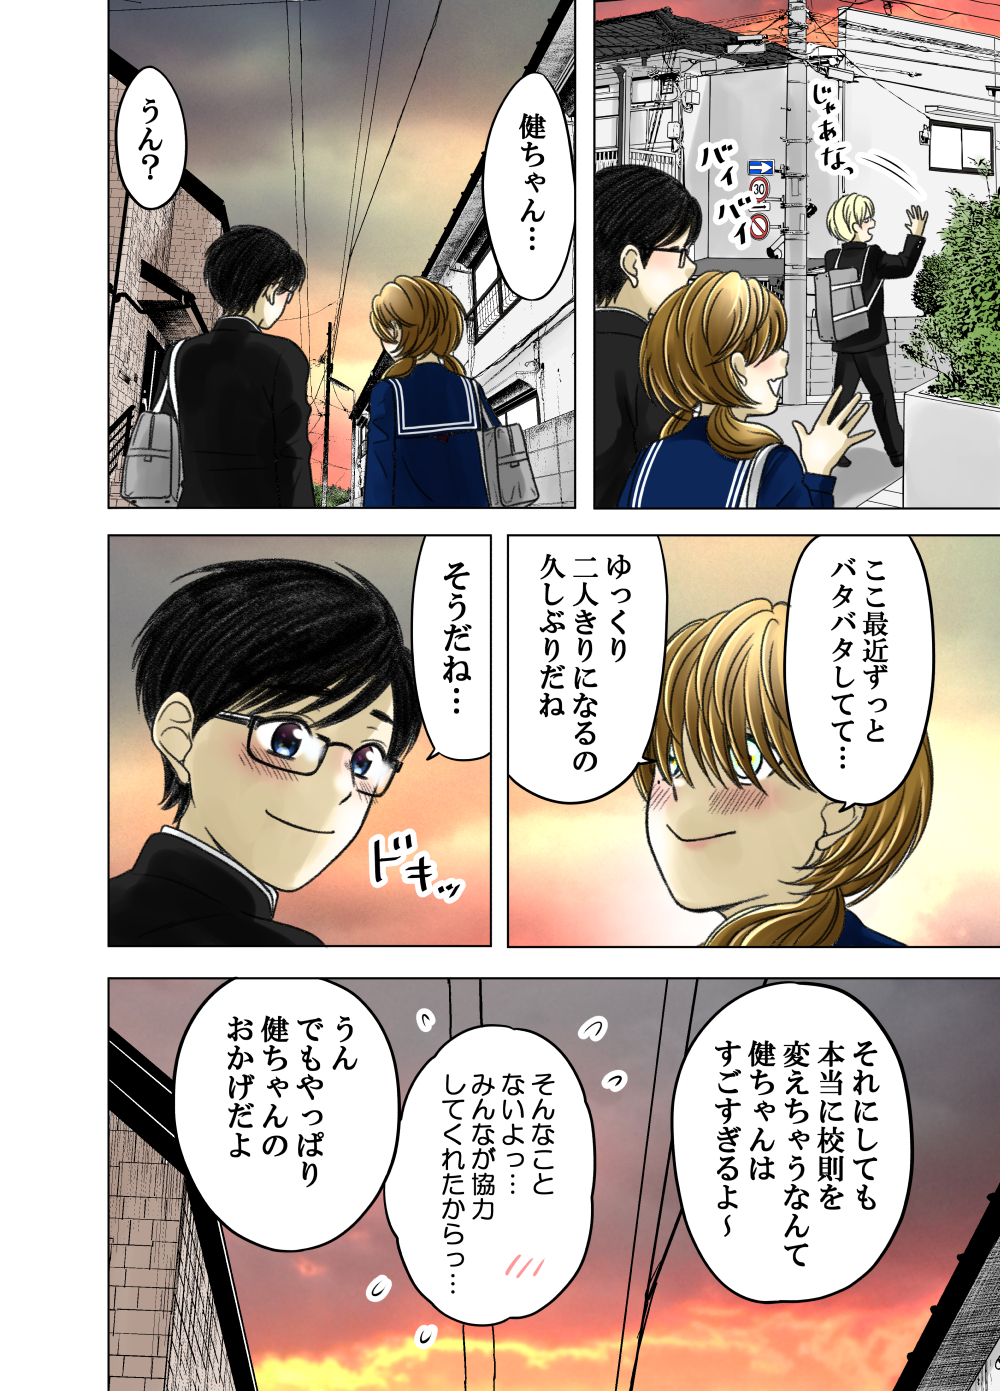 じゃあなっ
バイ
バイ
30
健ちゃん…
うん?
ここ最近ずっと
バタバタしてて…
ゆっくり
二人きりになるの
久しぶりだね
そうだね…
ドキッ
それにしても
本当に校則を
変えちゃうなんて
健ちゃんは
すごすぎるよ～
そんなこと
ないよっ…
みんなが協力
してくれたからっ…
うん
でもやっぱり
健ちゃんの
おかげだよ